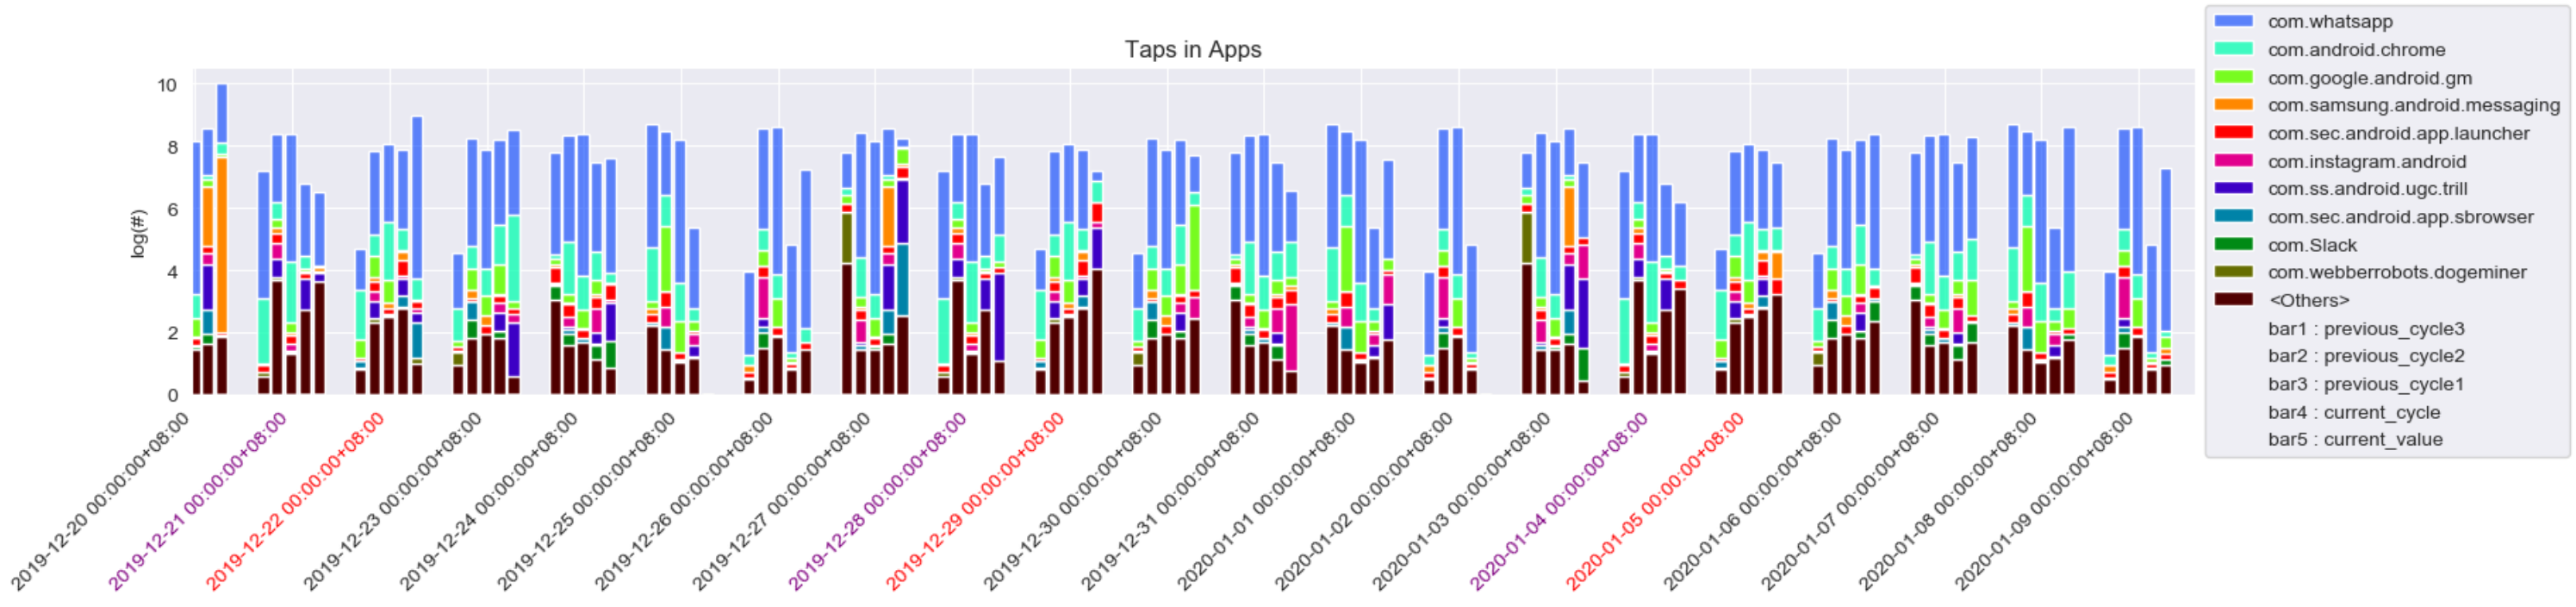 Taps in Apps
log(#)
10
8
6
4
2
0
2019-12-20 00:00:00+08:00
2019-12-21 00:00:00+08:00
2019-12-22 00:00:00+08:00
2019-12-23 00:00:00+08:00
2019-12-24 00:00:00+08:00
2019-12-25 00:00:00+08:00
2019-12-26 00:00:00+08:00
2019-12-27 00:00:00+08:00
2019-12-28 00:00:00+08:00
2019-12-29 00:00:00+08:00
2019-12-30 00:00:00+08:00
2019-12-31 00:00:00+08:00
2020-01-01 00:00:00+08:00
2020-01-02 00:00:00+08:00
2020-01-03 00:00:00+08:00
2020-01-04 00:00:00+08:00
2020-01-05 00:00:00+08:00
2020-01-06 00:00:00+08:00
2020-01-07 00:00:00+08:00
2020-01-08 00:00:00+08:00
2020-01-09 00:00:00+08:00
com.whatsapp
com.android.chrome
com.google.android.gm
com.samsung.android.messaging
com.sec.android.app.launcher
com.instagram.android
com.ss.android.ugc.trill
com.sec.android.app.sbrowser
com.Slack
com.webberrobots.dogeminer
<Others>
bar1 : previous_cycle3
bar2 : previous_cycle2
bar3 : previous_cycle1
bar4 : current_cycle
bar5 : current_value